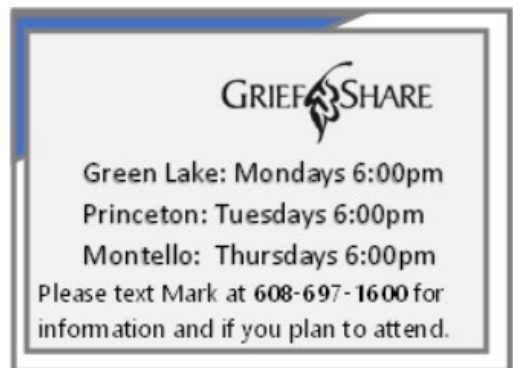 GRIEFSHARE
Green Lake: Mondays 6:00pm
Princeton: Tuesdays 6:00pm
Montello: Thursdays 6:00pm
Please text Mark at 608-697-1600 for
information and if you plan to attend.